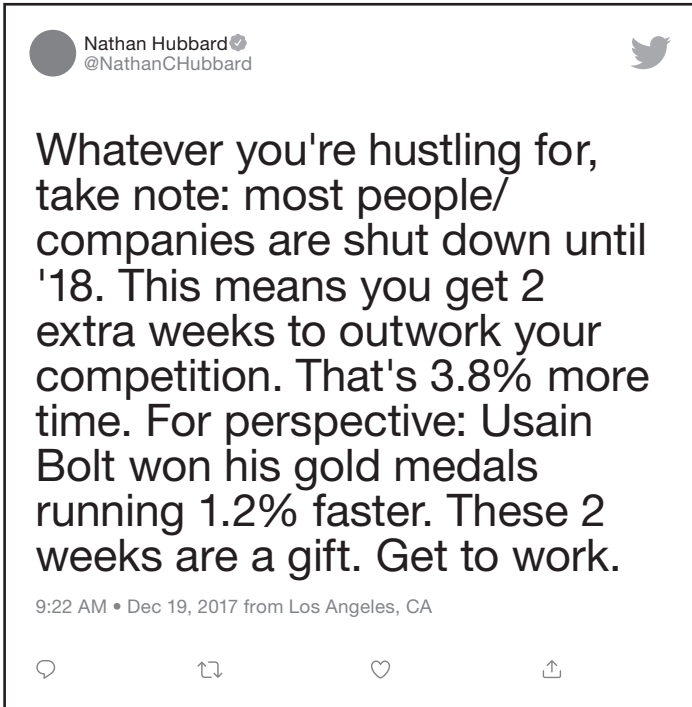 Nathan Hubbard
@NathanCHubbard
Whatever you're hustling for,
take note: most people/
companies are shut down until
'18. This means you get 2
extra weeks to outwork your
competition. That's 3.8% more
time. For perspective: Usain
Bolt won his gold medals
running 1.2% faster. These 2
weeks are a gift. Get to work.
9:22 AM • Dec 19, 2017 from Los Angeles, CA